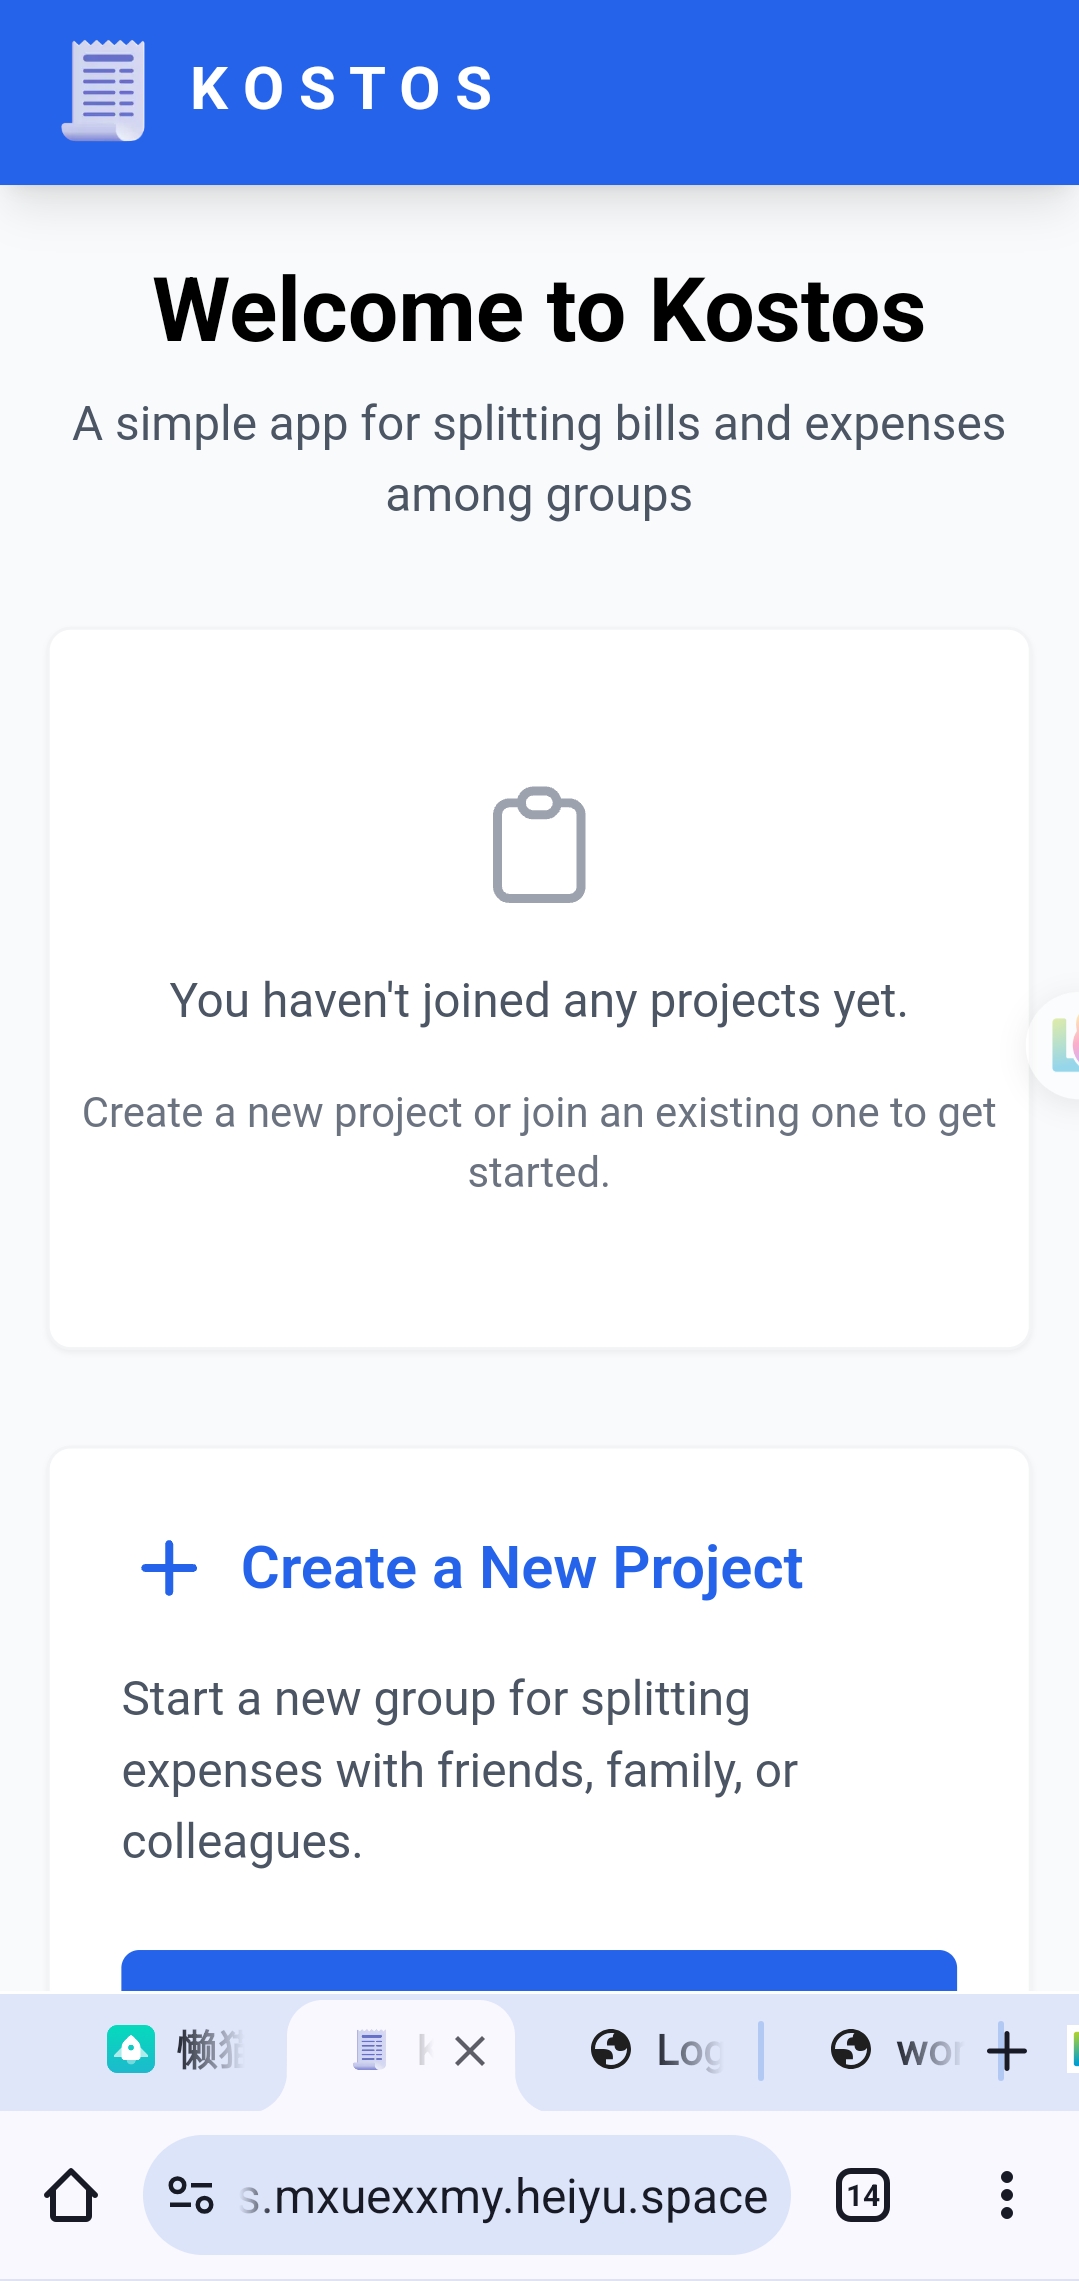 KOSTOS
Welcome to Kostos
A simple app for splitting bills and expenses
among groups
You haven't joined any projects yet.
Create a new project or join an existing one to get
started.
Create a New Project
Start a new group for splitting
expenses with friends, family, or
colleagues.
懒猫
K
Log
wor
s.mxuexxmy.heiyu.space
14